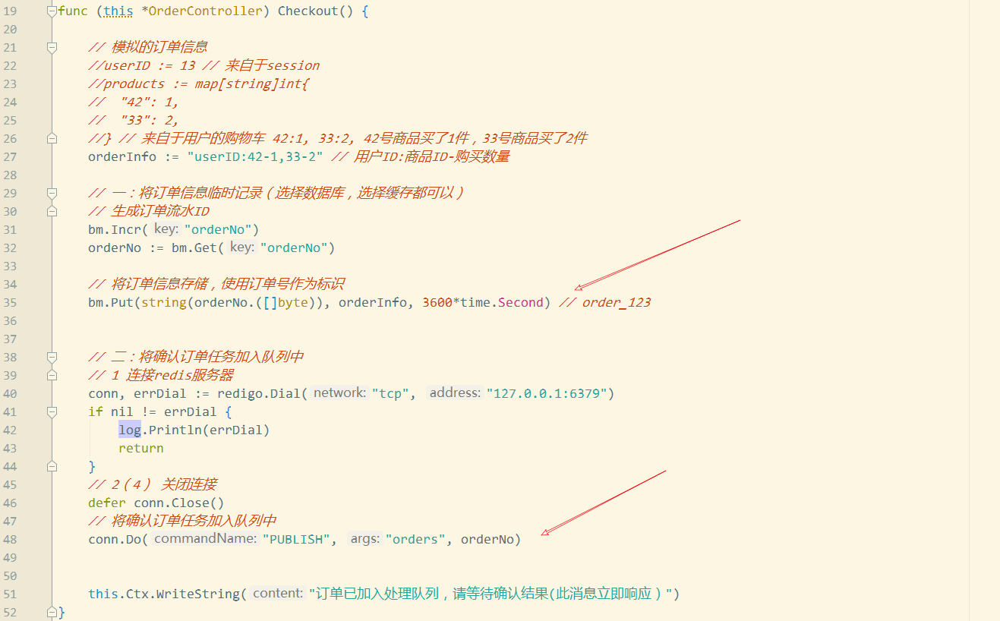 19 func (this *OrderController) Checkout() {
20
21 // 模拟的订单信息
22 //userID := 13 // 来自于session
23 //products := map[string]int{
24 // "42": 1,
25 // "33": 2,
26 //} // 来自于用户的购物车 42:1, 33:2, 42号商品买了1件，33号商品买了2件
27 orderInfo := "userID:42-1,33-2" // 用户ID:商品ID-购买数量
28
29 // 一：将订单信息临时记录（选择数据库，选择缓存都可以）
30 // 生成订单流水ID
31 bm.Incr( key: "orderNo")
32 orderNo := bm.Get( key: "orderNo")
33
34 // 将订单信息存储，使用订单号作为标识
35 bm.Put(string(orderNo.([]byte)), orderInfo, 3600*time.Second) // order_123
36
37
38 // 二：将确认订单任务加入队列中
39 // 1 连接redis服务器
40 conn, errDial := redigo.Dial( network: "tcp", address: "127.0.0.1:6379")
41 if nil != errDial {
42 log.Println(errDial)
43 return
44 }
45 // 2（4） 关闭连接
46 defer conn.Close()
47 // 将确认订单任务加入队列中
48 conn.Do( commandName: "PUBLISH", args: "orders", orderNo)
49
50
51 this.Ctx.WriteString( content: "订单已加入处理队列，请等待确认结果(此消息立即响应）")
52 }